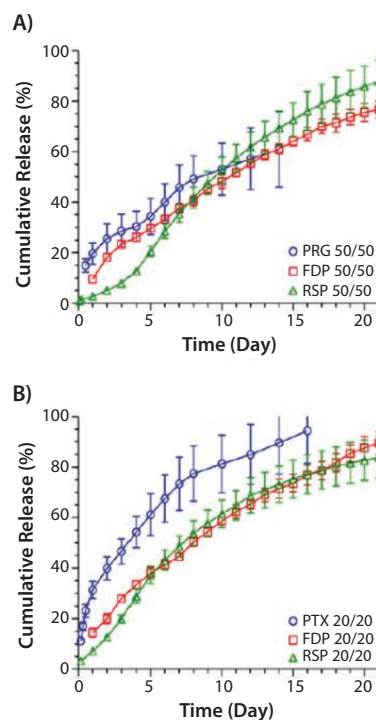 A)
100
80
60
40
20
0
Cumulative Release (%)
0 5 10 15 20
Time (Day)
PRG 50/50
FDP 50/50
RSP 50/50
B)
100
80
60
40
20
0
Cumulative Release (%)
0 5 10 15 20
Time (Day)
PTX 20/20
FDP 20/20
RSP 20/20